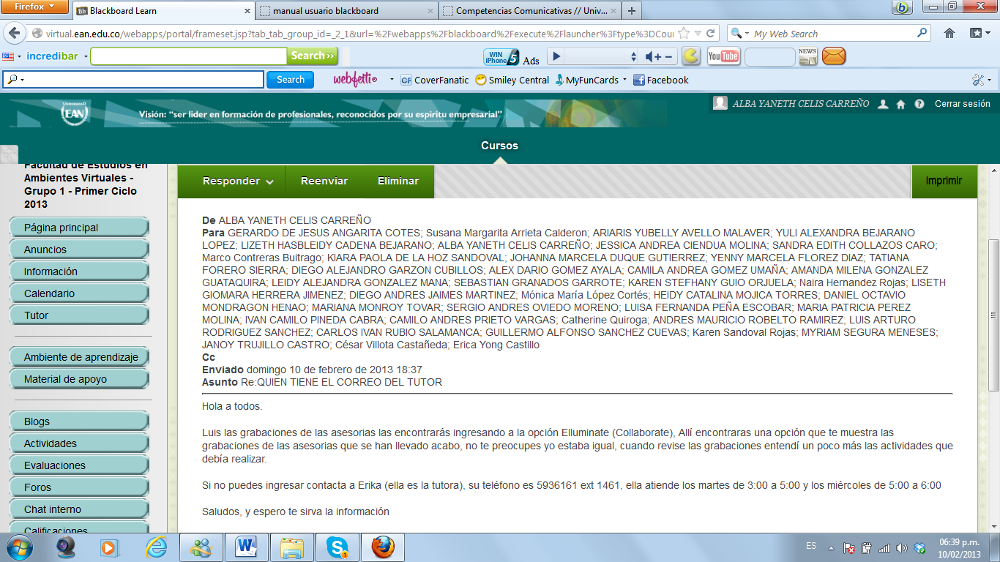 Firefox
Blackboard Learn
manual usuario blackboard
Competencias Comunicativas // Univ...
virtual.ean.edu.co/webapps/portal/frameset.jsp?tab_tab_group_id=_2_1&url=%2Fwebapps%2Fblackboard%2Fexecute%2Flauncher%3Ftype%3DCour
My Web Search
incredibar
Search >>
WIN iPhone 5 Ads
You Tube
NEWS
Search
webfetti
CF CoverFanatic
Smiley Central
MyFunCards
Facebook
EAN
Visión: “ser lider en formación de profesionales, reconocidos por su espiritu empresarial”
ALBA YANETH CELIS CARREÑO
Cerrar sesión
Cursos
Facultad de Estudios en
Ambientes Virtuales -
Grupo 1 - Primer Ciclo
2013
Página principal
Anuncios
Información
Calendario
Tutor
Ambiente de aprendizaje
Material de apoyo
Blogs
Actividades
Evaluaciones
Foros
Chat interno
Calificaciones
Responder
Reenviar
Eliminar
Imprimir
De ALBA YANETH CELIS CARREÑO
Para GERARDO DE JESUS ANGARITA COTES; Susana Margarita Arrieta Calderon; ARIARIS YUBELLY AVELLO MALAVER; YULI ALEXANDRA BEJARANO
LOPEZ; LIZETH HASBLEIDY CADENA BEJARANO; ALBA YANETH CELIS CARREÑO; JESSICA ANDREA CIENDUA MOLINA; SANDRA EDITH COLLAZOS CARO;
Marco Contreras Buitrago; KIARA PAOLA DE LA HOZ SANDOVAL; JOHANNA MARCELA DUQUE GUTIERREZ; YENNY MARCELA FLOREZ DIAZ; TATIANA
FORERO SIERRA; DIEGO ALEJANDRO GARZON CUBILLOS; ALEX DARIO GOMEZ AYALA; CAMILA ANDREA GOMEZ UMAÑA; AMANDA MILENA GONZALEZ
GUATAQUIRA; LEIDY ALEJANDRA GONZALEZ MANA; SEBASTIAN GRANADOS GARROTE; KAREN STEFHANY GUIO ORJUELA; Naira Hernandez Rojas; LISETH
GIOMARA HERRERA JIMENEZ; DIEGO ANDRES JAIMES MARTINEZ; Mónica María López Cortés; HEIDY CATALINA MOJICA TORRES; DANIEL OCTAVIO
MONDRAGON HENAO; MARIANA MONROY TOVAR; SERGIO ANDRES OVIEDO MORENO; LUISA FERNANDA PEÑA ESCOBAR; MARIA PATRICIA PEREZ
MOLINA; IVAN CAMILO PINEDA CABRA; CAMILO ANDRES PRIETO VARGAS; Catherine Quiroga; ANDRES MAURICIO ROBELTO RAMIREZ; LUIS ARTURO
RODRIGUEZ SANCHEZ; CARLOS IVAN RUBIO SALAMANCA; GUILLERMO ALFONSO SANCHEZ CUEVAS; Karen Sandoval Rojas; MYRIAM SEGURA MENESES;
JANOY TRUJILLO CASTRO; César Villota Castañeda; Erica Yong Castillo
Cc
Enviado domingo 10 de febrero de 2013 18:37
Asunto Re:QUIEN TIENE EL CORREO DEL TUTOR
Hola a todos.
Luis las grabaciones de las asesorias las encontrarás ingresando a la opción Elluminate (Collaborate), Allí encontraras una opción que te muestra las
grabaciones de las asesorias que se han llevado acabo, no te preocupes yo estaba igual, cuando revise las grabaciones entendí un poco más las actividades que
debía realizar.
Si no puedes ingresar contacta a Erika (ella es la tutora), su teléfono es 5936161 ext 1461, ella atiende los martes de 3:00 a 5:00 y los miércoles de 5:00 a 6:00
Saludos, y espero te sirva la información
ES
06:39 p.m.
10/02/2013